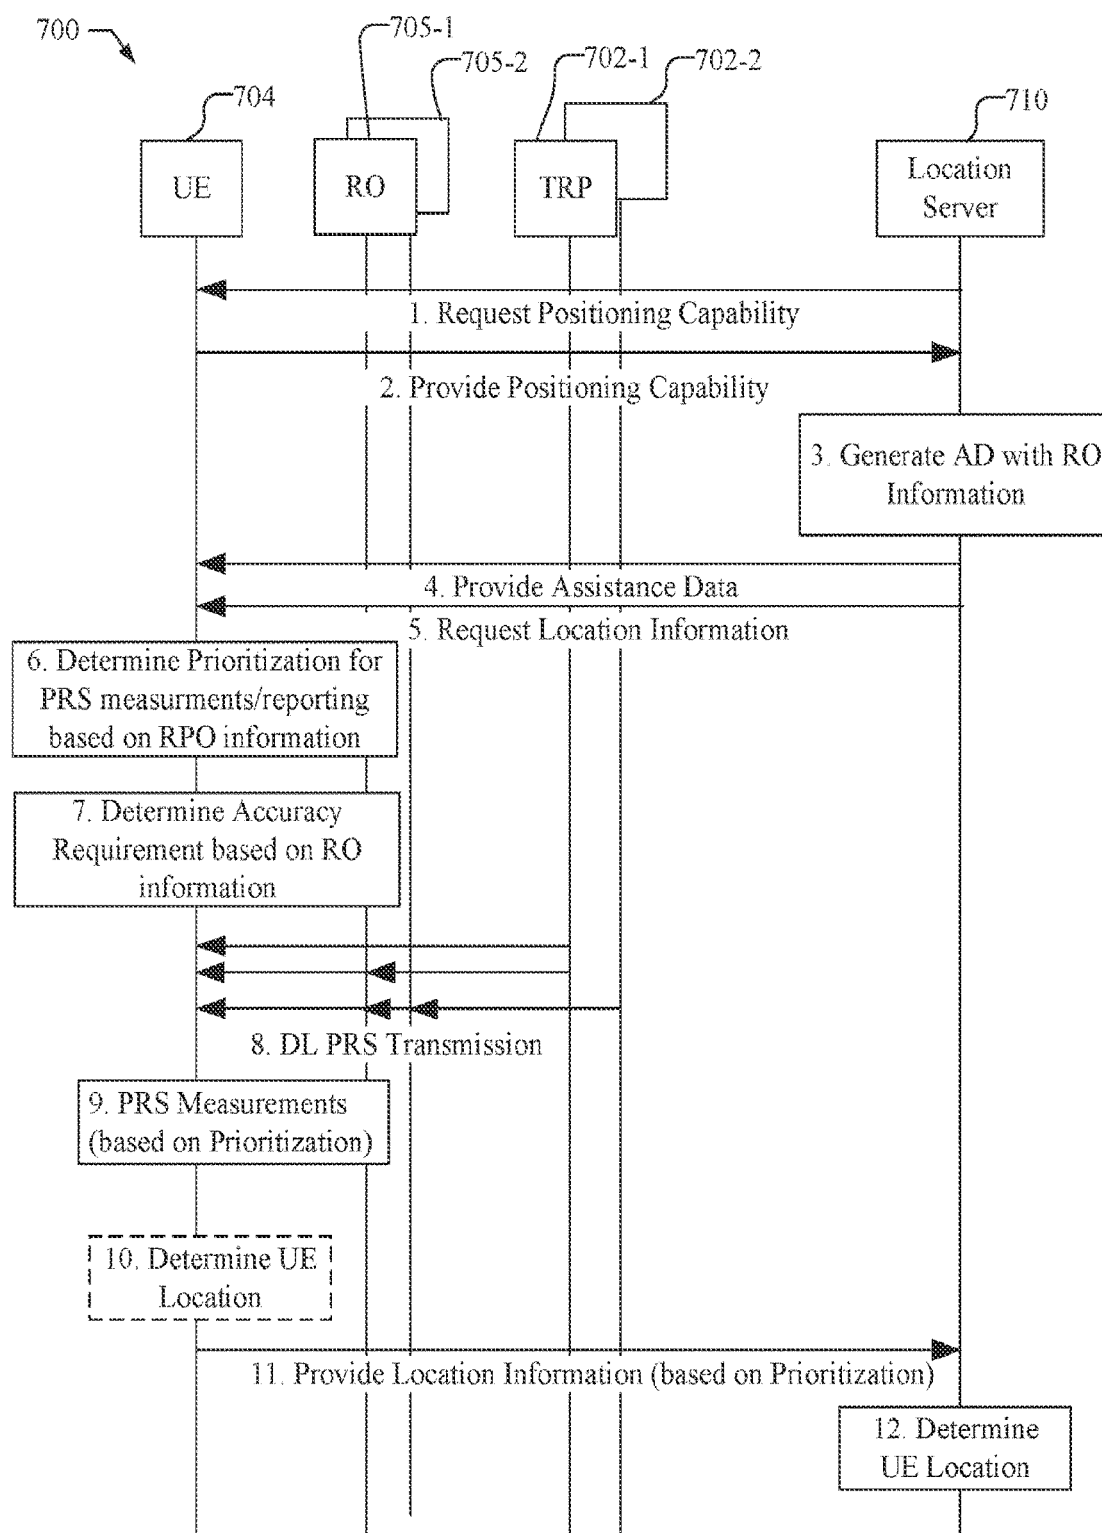 700
705-1
705-2
702-1
702-2
704
710
UE
RO
TRP
Location
Server
1. Request Positioning Capability
2. Provide Positioning Capability
3. Generate AD with RO
Information
4. Provide Assistance Data
5. Request Location Information
6. Determine Prioritization for
PRS measurments/reporting
based on RPO information
7. Determine Accuracy
Requirement based on RO
information
8. DL PRS Transmission
9. PRS Measurements
(based on Prioritization)
10. Determine UE
Location
11. Provide Location Information (based on Prioritization)
12. Determine
UE Location